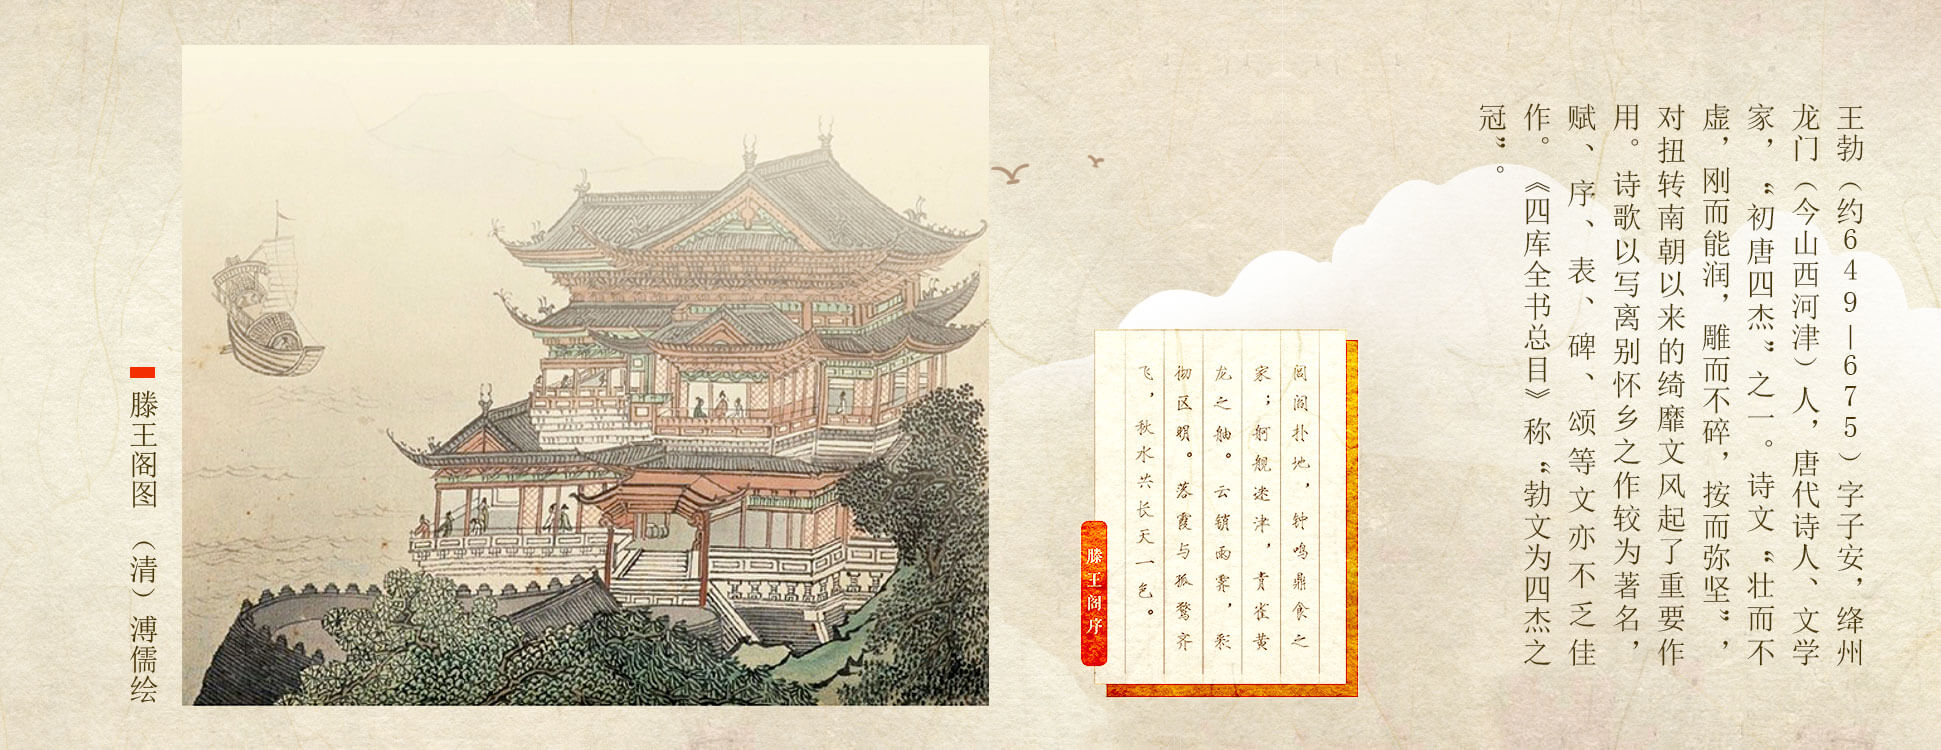 王勃（约649—675）字子安，绛州
龙门（今山西河津）人，唐代诗人、文学
家，“初唐四杰”之一。诗文“壮而不
虚，刚而能润，雕而不碎，按而弥坚”，
对扭转南朝以来的绮靡文风起了重要作
用。诗歌以写离别怀乡之作较为著名，
赋、序、表、碑、颂等文亦不乏佳
作。《四库全书总目》称“勃文为四杰之
冠”。
闾阎扑地，钟鸣鼎食之
家；舸舰迷津，青雀黄
龙之舳。云销雨霁，彩
彻区明。落霞与孤鹜齐
飞，秋水共长天一色。
滕王阁序
滕王阁图 （清）溥儒绘